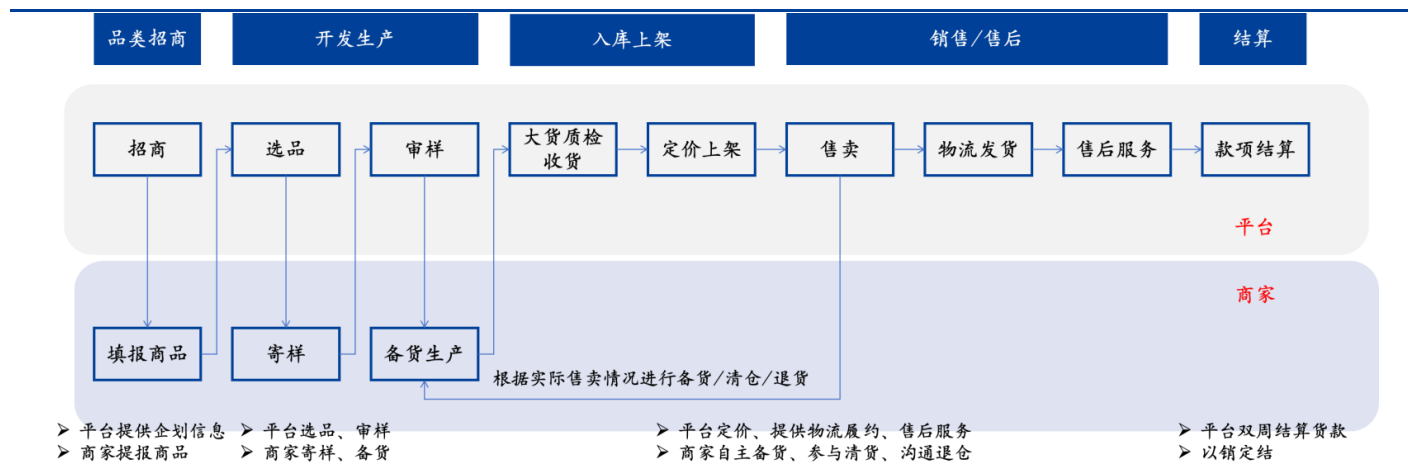 品类招商
开发生产
入库上架
销售/售后
结算
招商
选品
审样
大货质检
收货
定价上架
售卖
物流发货
售后服务
款项结算
平台
商家
填报商品
寄样
备货生产
根据实际售卖情况进行备货/清仓/退货
➢ 平台提供企划信息
➢ 商家提报商品
➢ 平台选品、审样
➢ 商家寄样、备货
➢ 平台定价、提供物流履约、售后服务
➢ 商家自主备货、参与清货、沟通退仓
➢ 平台双周结算货款
➢ 以销定结